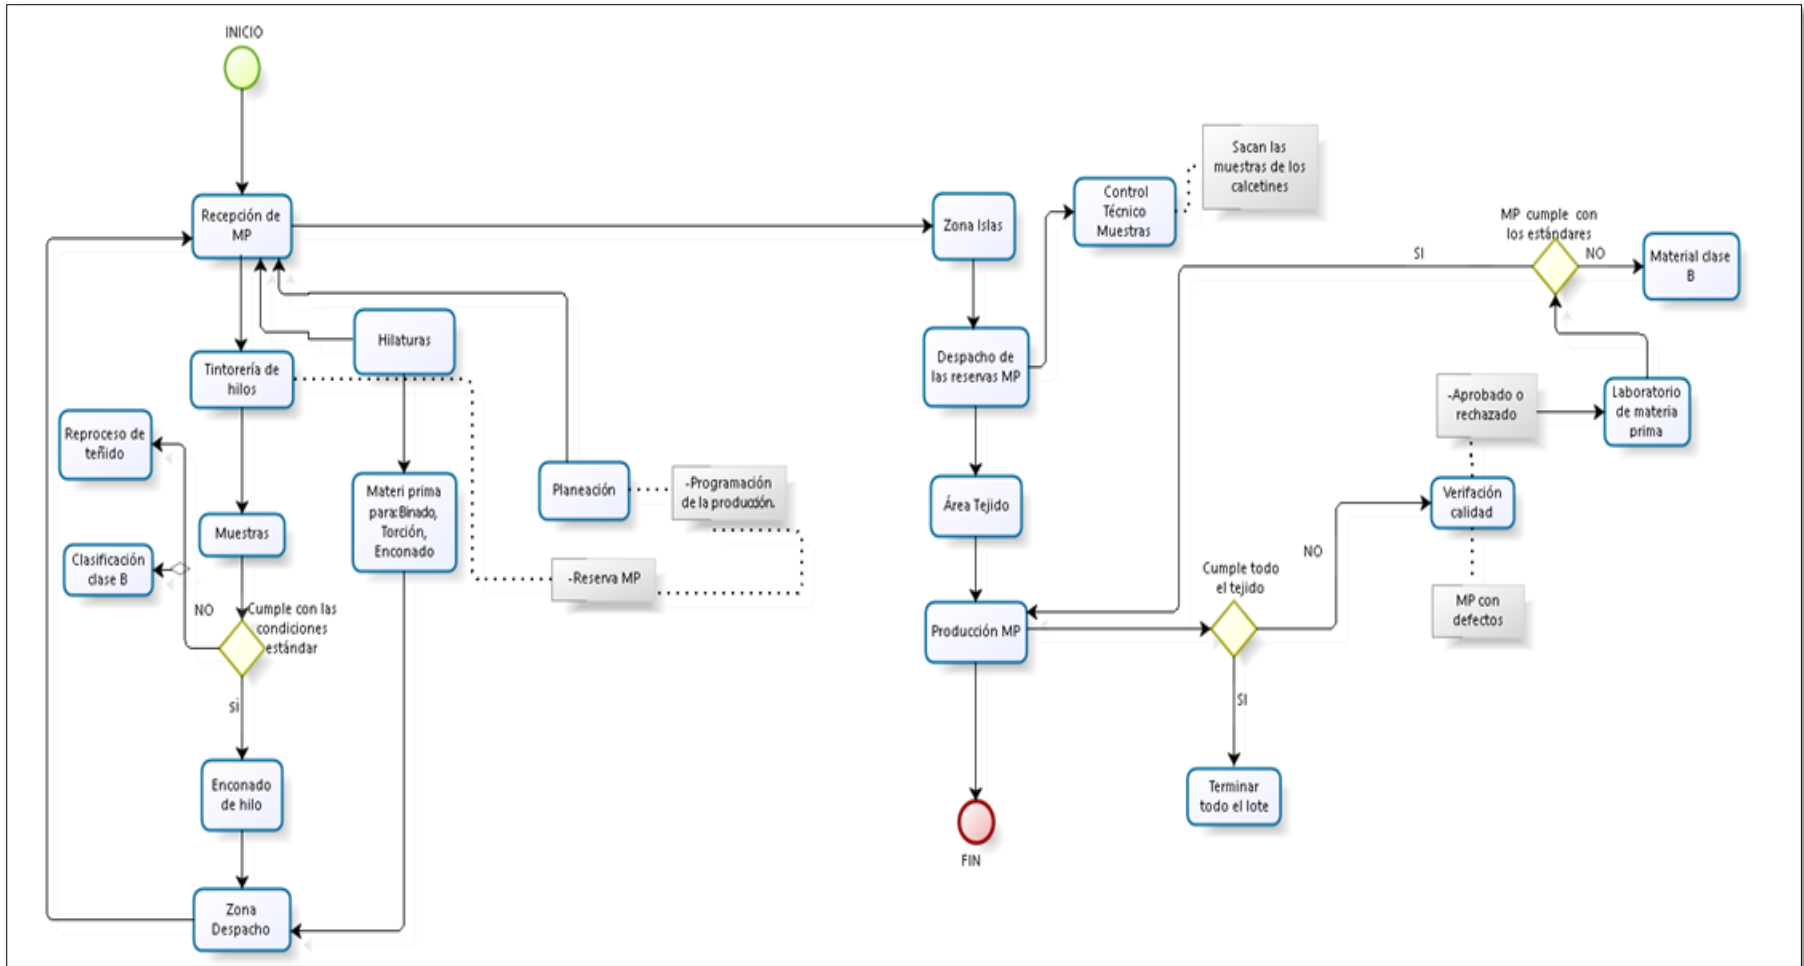 INICIO
Recepción de
MP
Tintorería de
hilos
Hilaturas
Reproceso de
teñido
Muestras
Clasificación
clase B
NO
Cumple con las
condiciones
estándar
si
Enconado
de hilo
Zona
Despacho
Materi prima
para:Binado,
Torción,
Enconado
Planeación
-Programación
de la producción.
-Reserva MP
Zona Islas
Despacho de
las reservas MP
Control
Técnico
Muestras
Sacan las
muestras de los
calcetines
Área Tejido
Producción MP
FIN
Cumple todo
el tejido
SI
Terminar
todo el lote
NO
Verifación
calidad
MP con
defectos
-Aprobado o
rechazado
Laboratorio
de materia
prima
MP cumple con
los estándares
SI
NO
Material clase
B